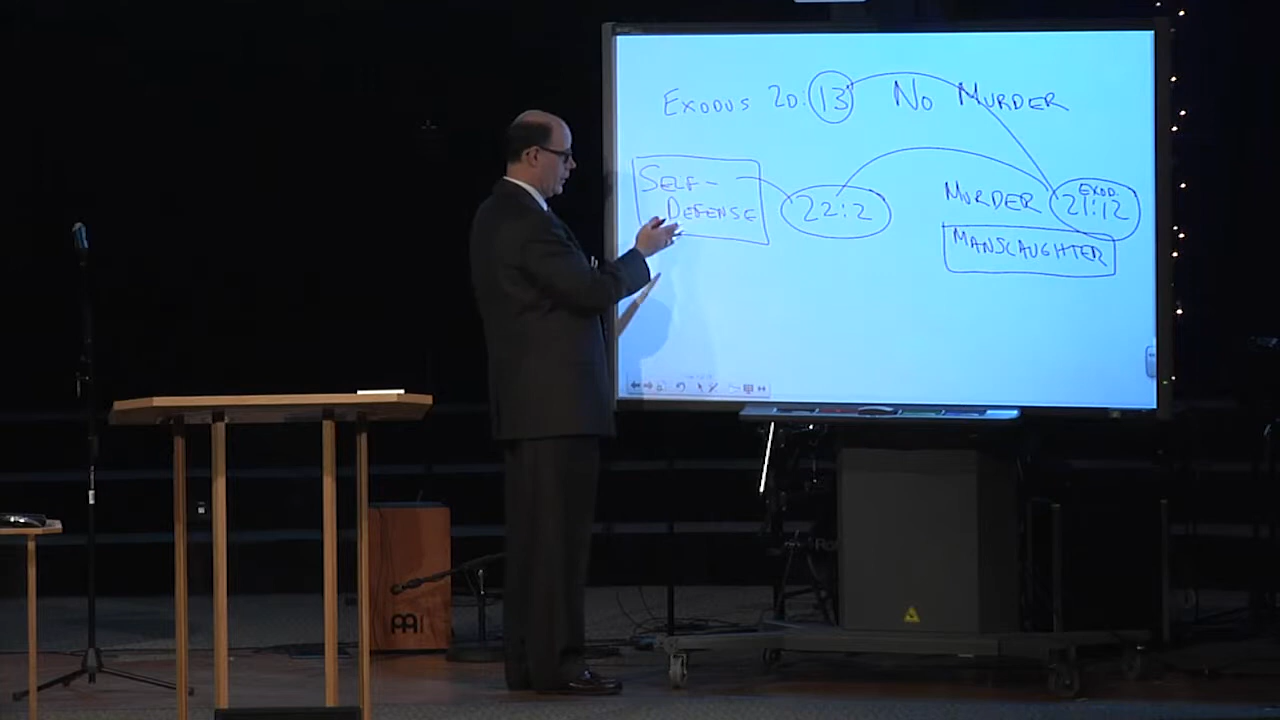 EXODUS 20:13 NO MURDER
SELF-
DEFENSE
22:2
EXOD.
MURDER 21:12
MANSLAUGHTER